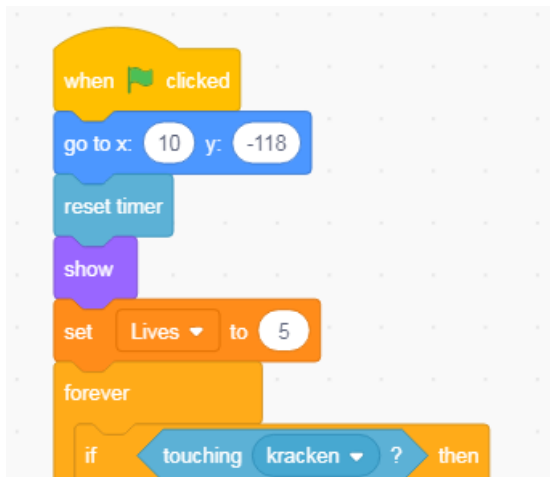 when clicked
go to x: 10 y: -118
reset timer
show
set Lives to 5
forever
if touching kracken ? then